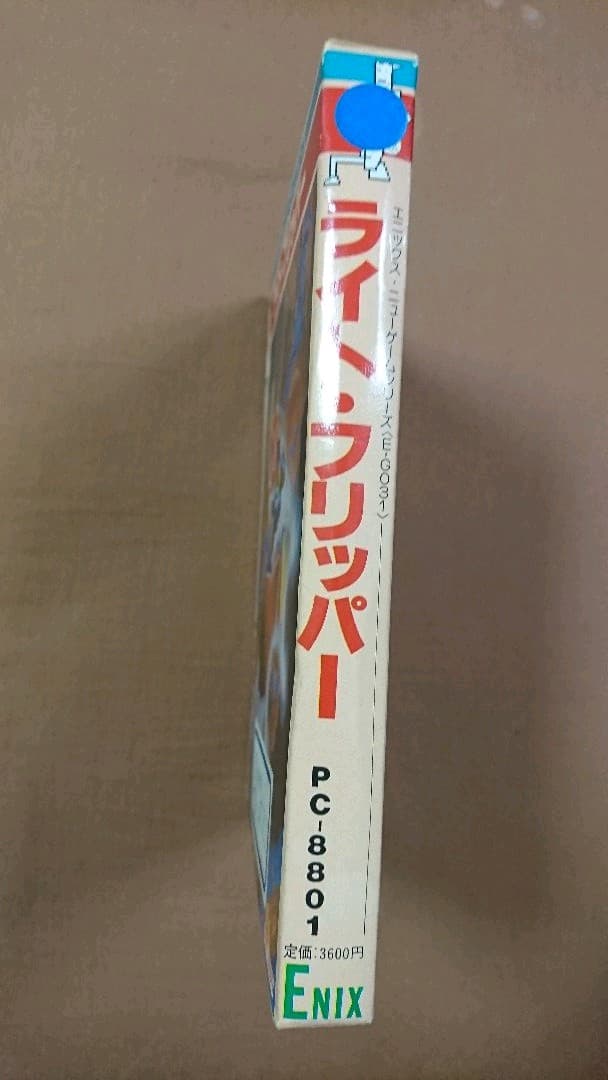 エニックス・ニューゲームシリーズ〈E-G031〉
ライト・フリッパー
PC-8801
定価:3600円
ENIX